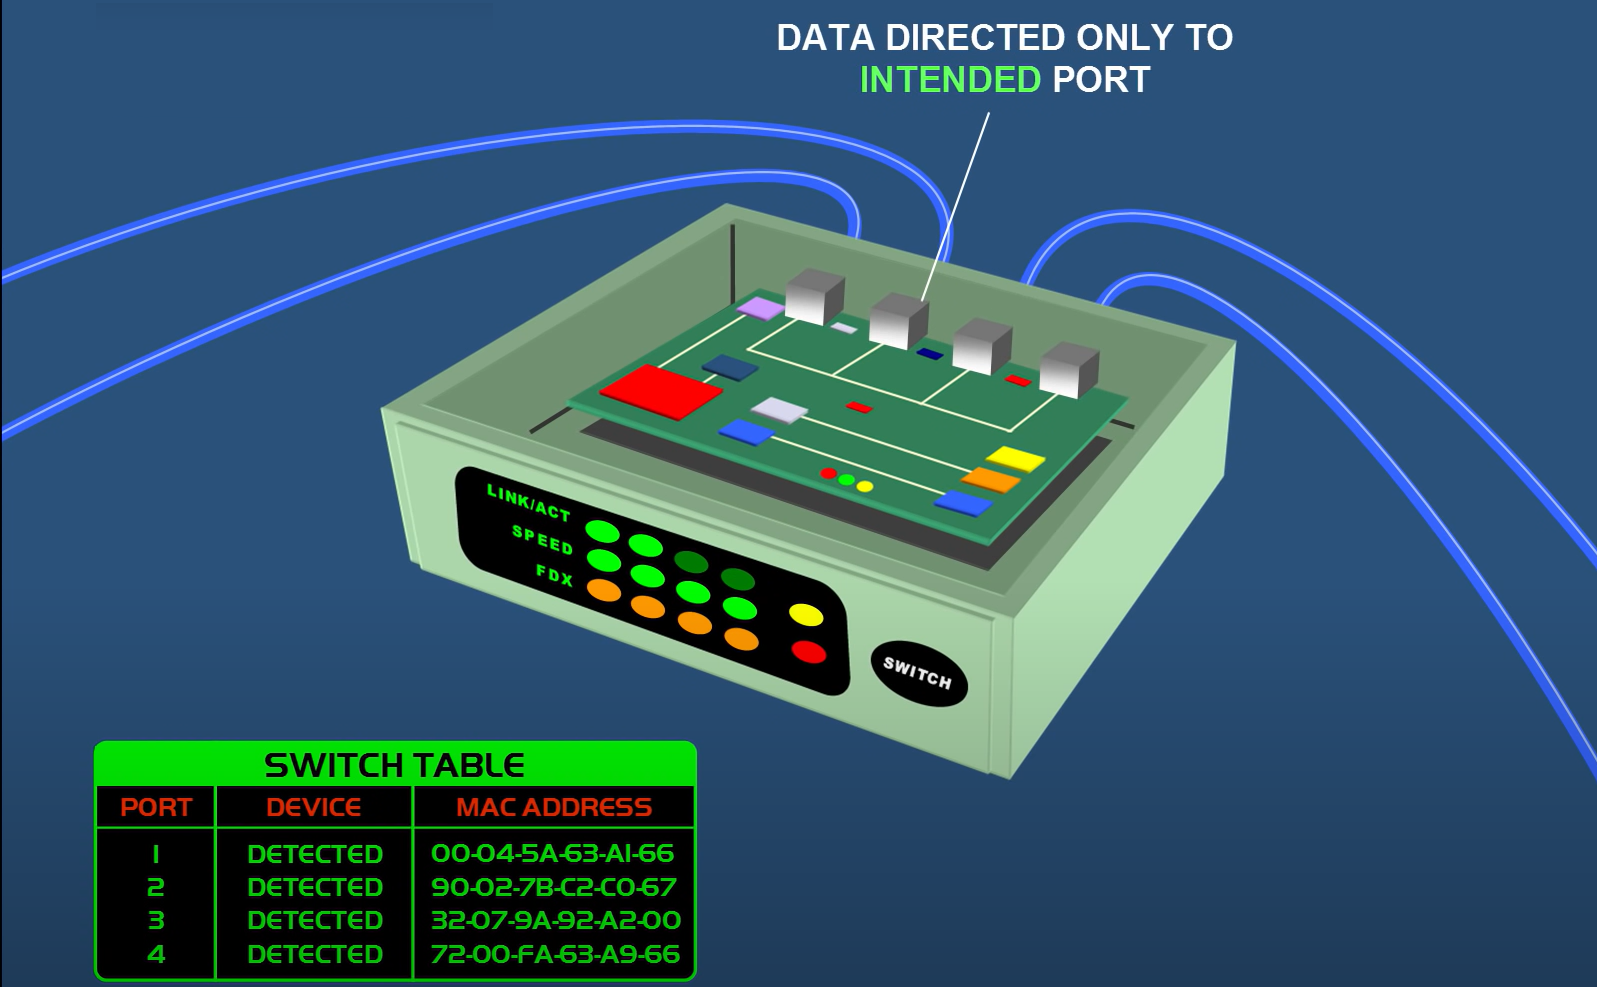 DATA DIRECTED ONLY TO
INTENDED PORT
LINK/ACT
SPEED
FDX
SWITCH
SWITCH TABLE
PORT DEVICE MAC ADDRESS
1 DETECTED 00-04-5A-63-A1-66
2 DETECTED 90-02-7B-C2-C0-67
3 DETECTED 32-07-9A-92-A2-00
4 DETECTED 72-00-FA-63-A9-66